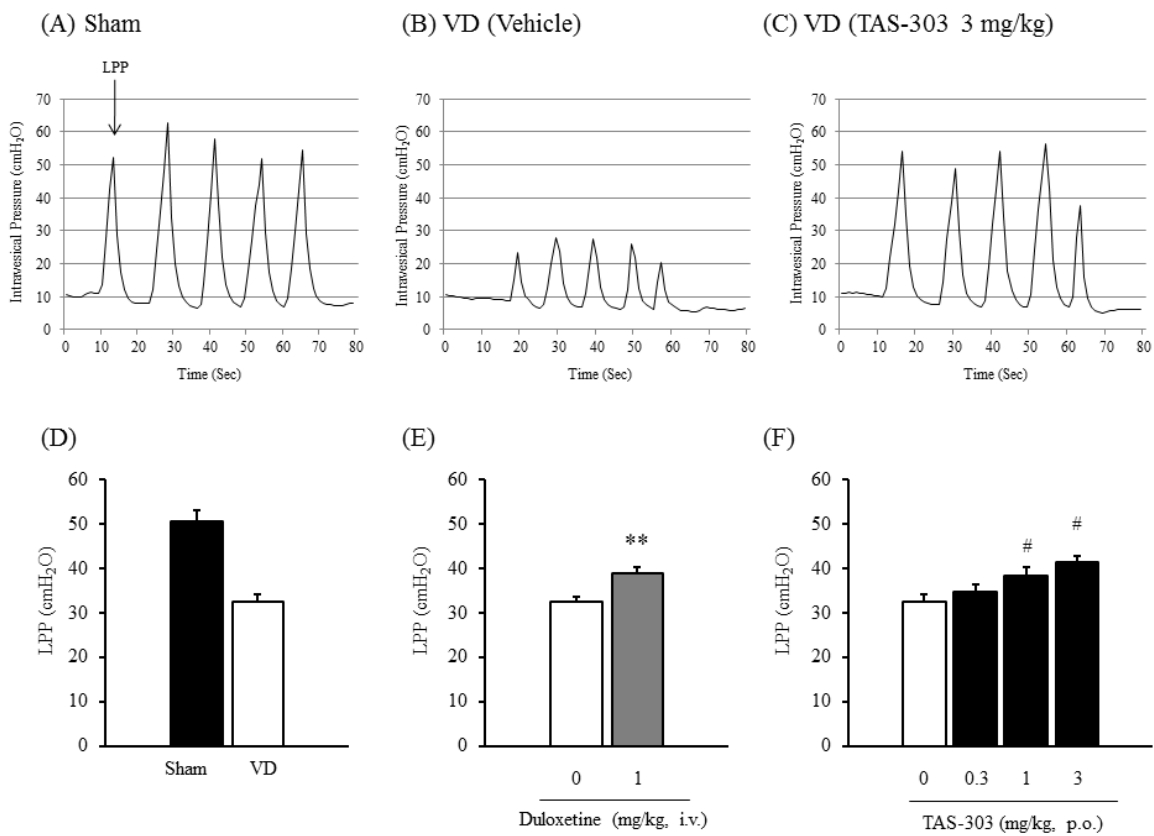 (A) Sham
(B) VD (Vehicle)
(C) VD (TAS-303 3 mg/kg)
LPP
70
60
50
40
30
20
10
0
Intravesical Pressure (cmH₂O)
0 10 20 30 40 50 60 70 80
Time (Sec)
70
60
50
40
30
20
10
0
Intravesical Pressure (cmH₂O)
0 10 20 30 40 50 60 70 80
Time (Sec)
70
60
50
40
30
20
10
0
Intravesical Pressure (cmH₂O)
0 10 20 30 40 50 60 70 80
Time (Sec)
(D)
60
50
40
30
20
10
0
LPP (cmH₂O)
Sham VD
(E)
60
50
40
30
20
10
0
LPP (cmH₂O)
**
0 1
Duloxetine (mg/kg, i.v.)
(F)
60
50
40
30
20
10
0
LPP (cmH₂O)
# #
0 0.3 1 3
TAS-303 (mg/kg, p.o.)